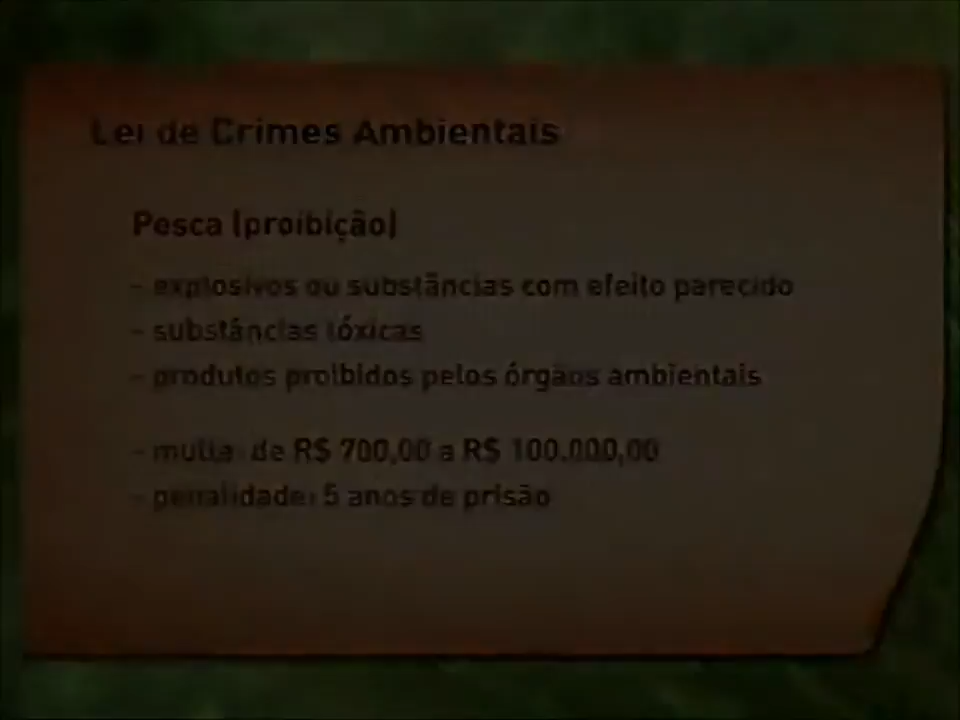 Lei de Crimes Ambientais
Pesca (proibição)
- explosivos ou substâncias com efeito parecido
- substâncias tóxicas
- produtos proibidos pelos órgãos ambientais
- multa: de R$ 700,00 a R$ 100.000,00
- penalidade: 5 anos de prisão